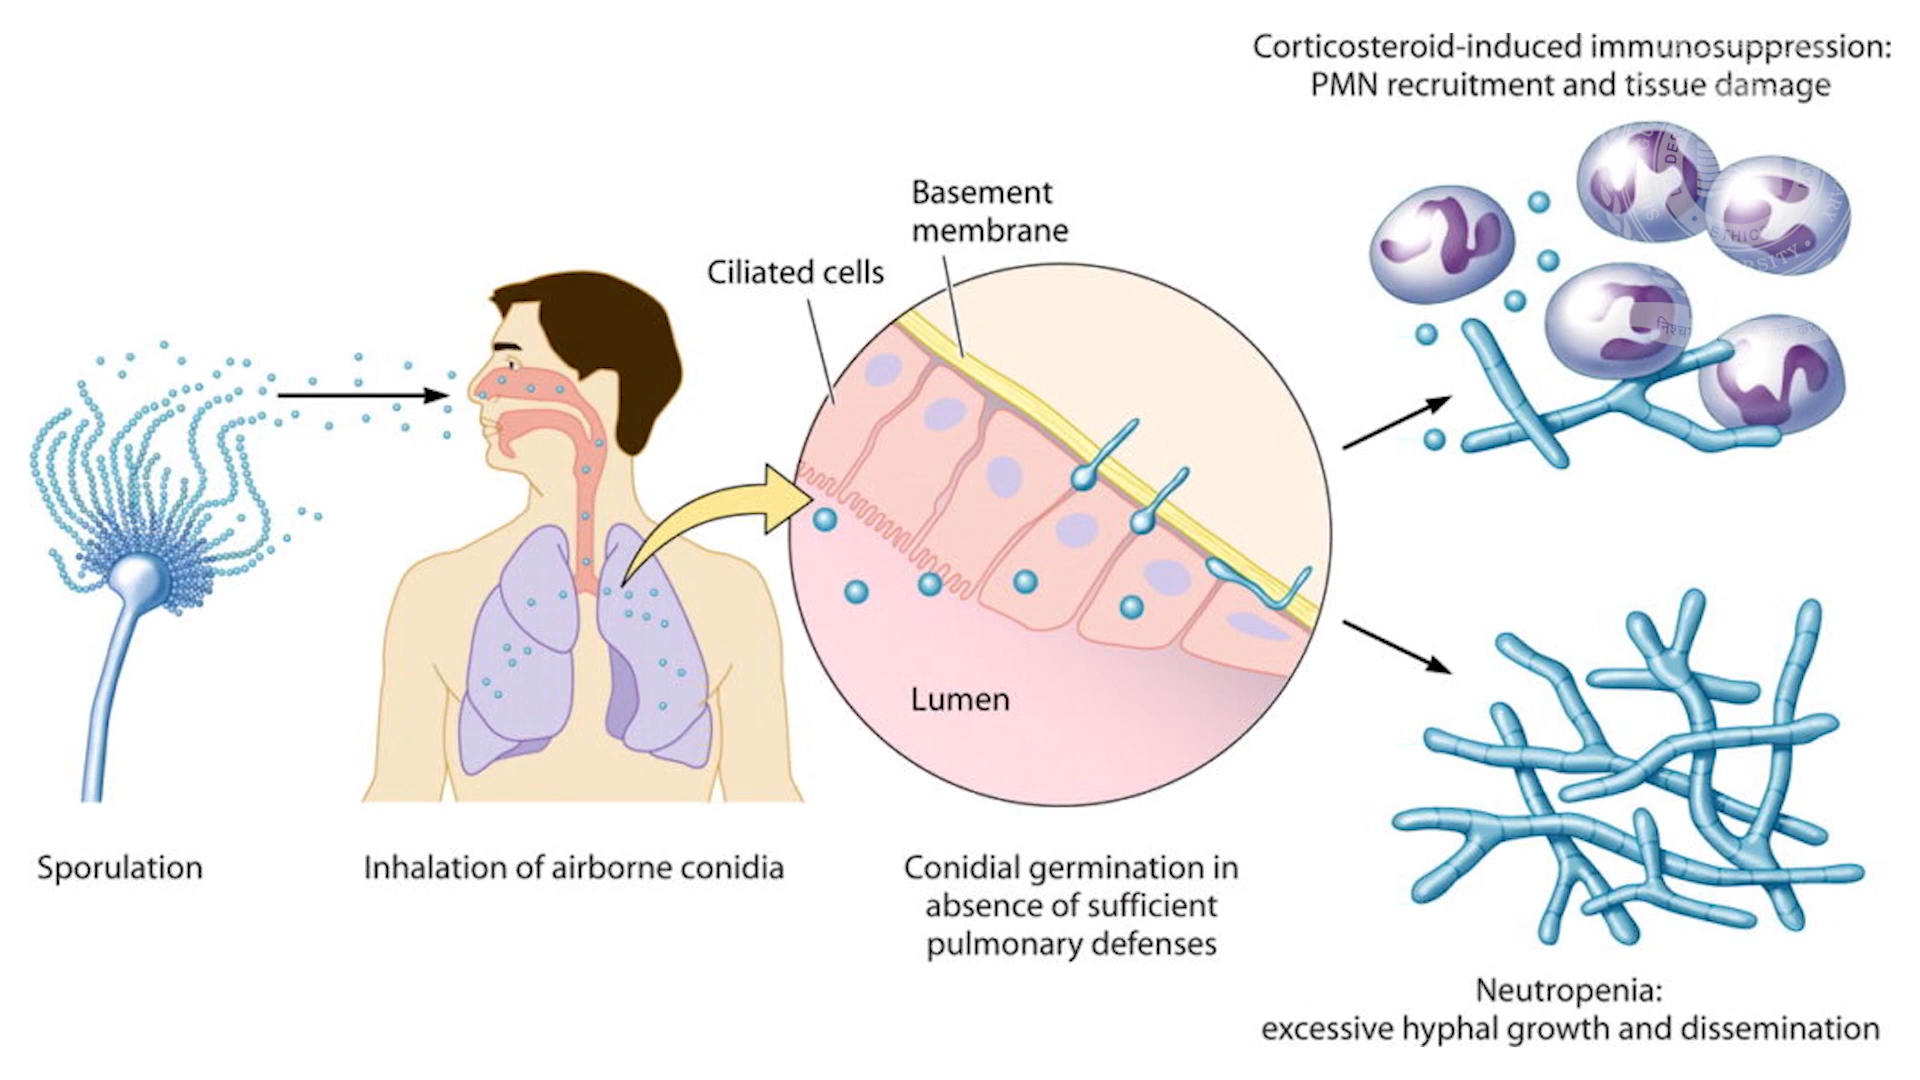 Corticosteroid-induced immunosuppression:
PMN recruitment and tissue damage
Basement
membrane
Ciliated cells
Lumen
Sporulation
Inhalation of airborne conidia
Conidial germination in
absence of sufficient
pulmonary defenses
Neutropenia:
excessive hyphal growth and dissemination